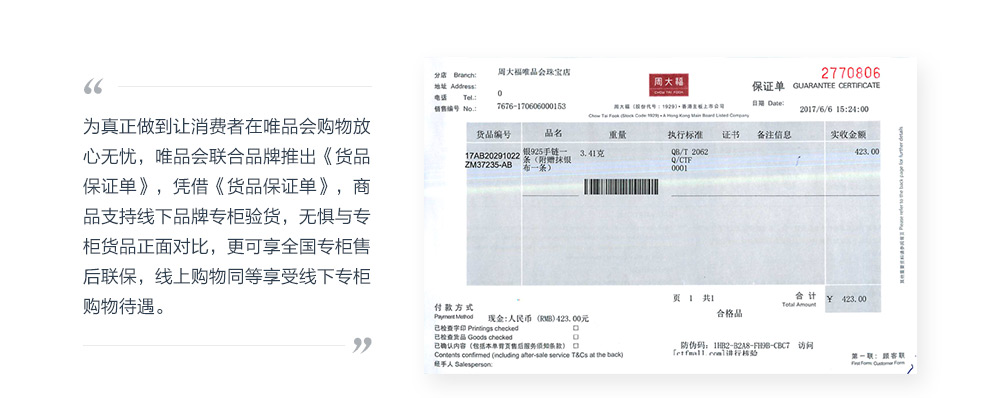 “
为真正做到让消费者在唯品会购物放
心无忧，唯品会联合品牌推出《货品
保证单》，凭借《货品保证单》，商
品支持线下品牌专柜验货，无惧与专
柜货品正面对比，更可享全国专柜售
后联保，线上购物同等享受线下专柜
购物待遇。
”
分店 Branch: 周大福唯品会珠宝店
地址 Address: 0
电话 Tel.:
销售编号 No.: 7676-170606000153
周大福
CHOW TAI FOOK
周大福（股份代号：1929）•香港主板上市公司
Chow Tai Fook (Stock Code: 1929) • A Hong Kong Main Board Listed Company
2770806
保证单 GUARANTEE CERTIFICATE
日期 Date: 2017/6/6 15:24:00
货品编号 品名 重量 执行标准 证书 备注信息 实收金额
17AB20291022 银925手链一 3.41克 QB/T 2062 423.00
ZM37235-AB 条(附赠抹银 Q/CTF
布一条) 0001
Please refer to the back page for further details
页 1 共1 合计 ¥ 423.00
Total Amount
付款方式
Payment Method 现金:人民币 (RMB)423.00元
合格品
已检查字印 Printings checked □
已检查货品 Goods checked □
已确认内容（包括本单背页售后服务须知条款） □
Contents confirmed (including after-sale service T&Cs at the back)
经手人 Salesperson:
防伪码: 1HB2-B2A8-FH9B-CBC7 访问
[ctfmall.com]进行核验
第一联：顾客联
First Form: Customer Form